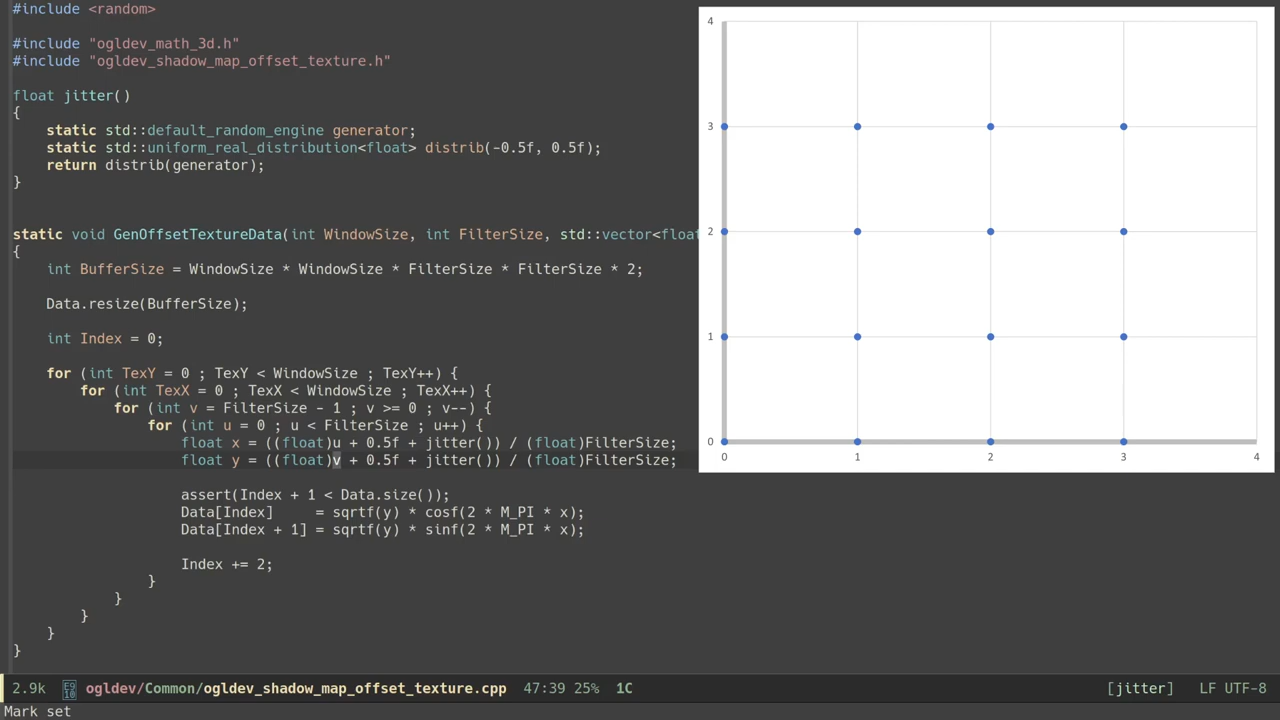 #include <random>
#include "ogldev_math_3d.h"
#include "ogldev_shadow_map_offset_texture.h"
float jitter()
{
    static std::default_random_engine generator;
    static std::uniform_real_distribution<float> distrib(-0.5f, 0.5f);
    return distrib(generator);
}
static void GenOffsetTextureData(int WindowSize, int FilterSize, std::vector<float
{
    int BufferSize = WindowSize * WindowSize * FilterSize * FilterSize * 2;
    Data.resize(BufferSize);
    int Index = 0;
    for (int TexY = 0 ; TexY < WindowSize ; TexY++) {
        for (int TexX = 0 ; TexX < WindowSize ; TexX++) {
            for (int v = FilterSize - 1 ; v >= 0 ; v--) {
                for (int u = 0 ; u < FilterSize ; u++) {
                    float x = ((float)u + 0.5f + jitter()) / (float)FilterSize;
                    float y = ((float)v + 0.5f + jitter()) / (float)FilterSize;
                    assert(Index + 1 < Data.size());
                    Data[Index]     = sqrtf(y) * cosf(2 * M_PI * x);
                    Data[Index + 1] = sqrtf(y) * sinf(2 * M_PI * x);
                    Index += 2;
                }
            }
        }
    }
}
4
3
2
1
0
0 1 2 3 4
2.9k ogldev/Common/ogldev_shadow_map_offset_texture.cpp 47:39 25% 1C [jitter] LF UTF-8
Mark set